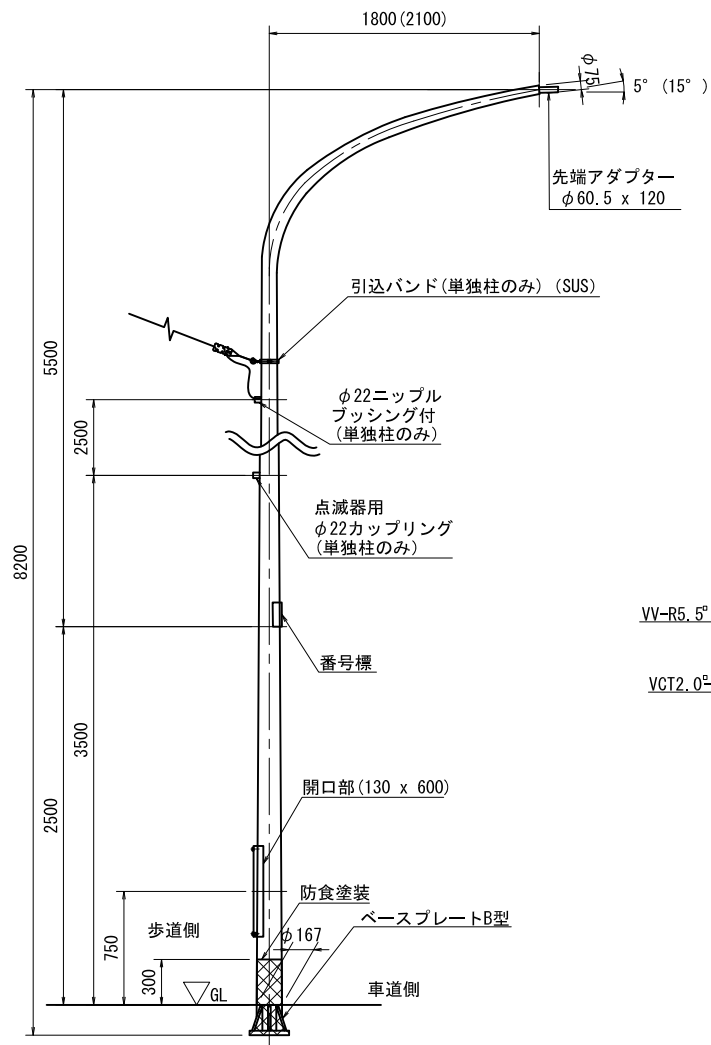 1800(2100)
φ75
5° (15°)
先端アダプター
φ60.5 x 120
引込バンド(単独柱のみ) (SUS)
5500
φ22ニップル
ブッシング付
(単独柱のみ)
2500
点滅器用
φ22カップリング
(単独柱のみ)
8200
VV-R5.5□
番号標
VCT2.0□
3500
開口部(130 x 600)
2500
防食塗装
ベースプレートB型
歩道側
φ167
750
300
GL
車道側